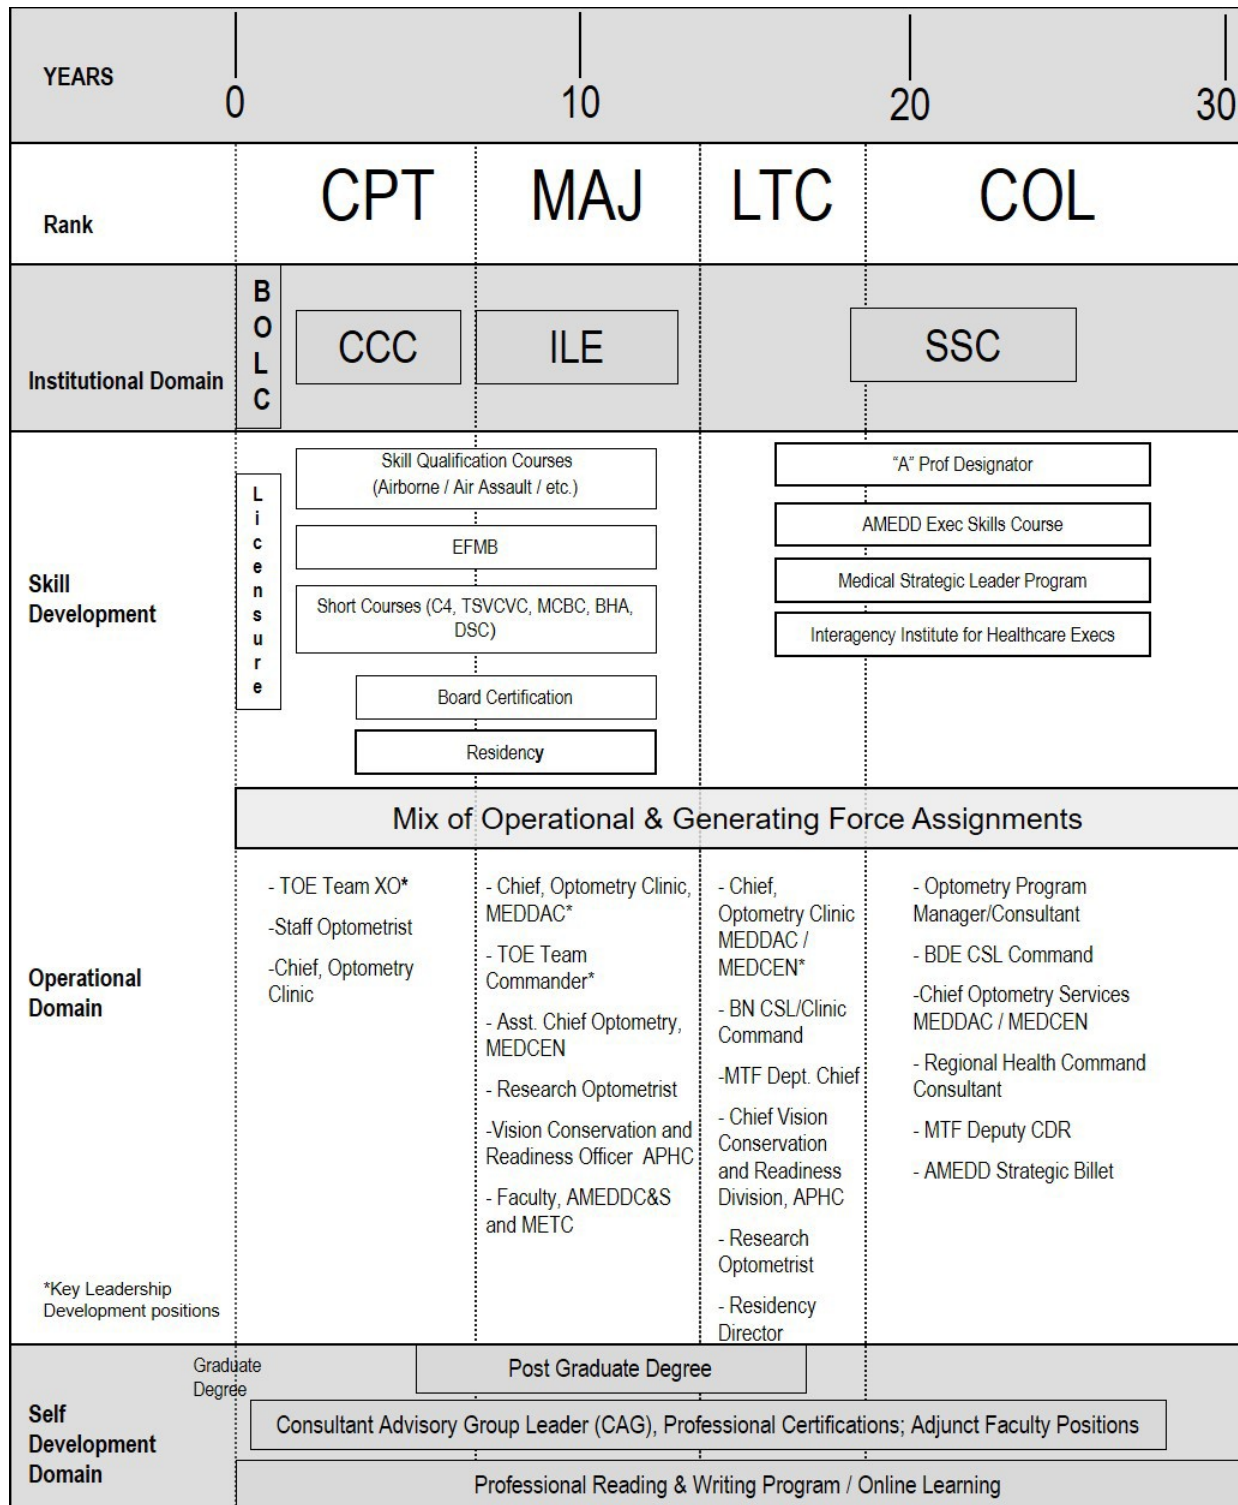 YEARS
0
10
20
30
Rank
CPT
MAJ
LTC
COL
Institutional Domain
B
O
L
C
CCC
ILE
SSC
Skill
Development
L
i
c
e
n
s
u
r
e
Skill Qualification Courses
(Airborne / Air Assault / etc.)
EFMB
Short Courses (C4, TSVCVC, MCBC, BHA,
DSC)
Board Certification
Residency
"A" Prof Designator
AMEDD Exec Skills Course
Medical Strategic Leader Program
Interagency Institute for Healthcare Execs
Mix of Operational & Generating Force Assignments
Operational
Domain
- TOE Team XO*
-Staff Optometrist
-Chief, Optometry
Clinic
- Chief, Optometry Clinic,
MEDDAC*
- TOE Team
Commander*
- Asst. Chief Optometry,
MEDCEN
- Research Optometrist
-Vision Conservation and
Readiness Officer APHC
- Faculty, AMEDDC&S
and METC
- Chief,
Optometry Clinic
MEDDAC /
MEDCEN*
- BN CSL/Clinic
Command
-MTF Dept. Chief
- Chief Vision
Conservation
and Readiness
Division, APHC
- Research
Optometrist
- Residency
Director
- Optometry Program
Manager/Consultant
- BDE CSL Command
-Chief Optometry Services
MEDDAC / MEDCEN
- Regional Health Command
Consultant
- MTF Deputy CDR
- AMEDD Strategic Billet
*Key Leadership
Development positions
Self
Development
Domain
Graduate
Degree
Post Graduate Degree
Consultant Advisory Group Leader (CAG), Professional Certifications; Adjunct Faculty Positions
Professional Reading & Writing Program / Online Learning